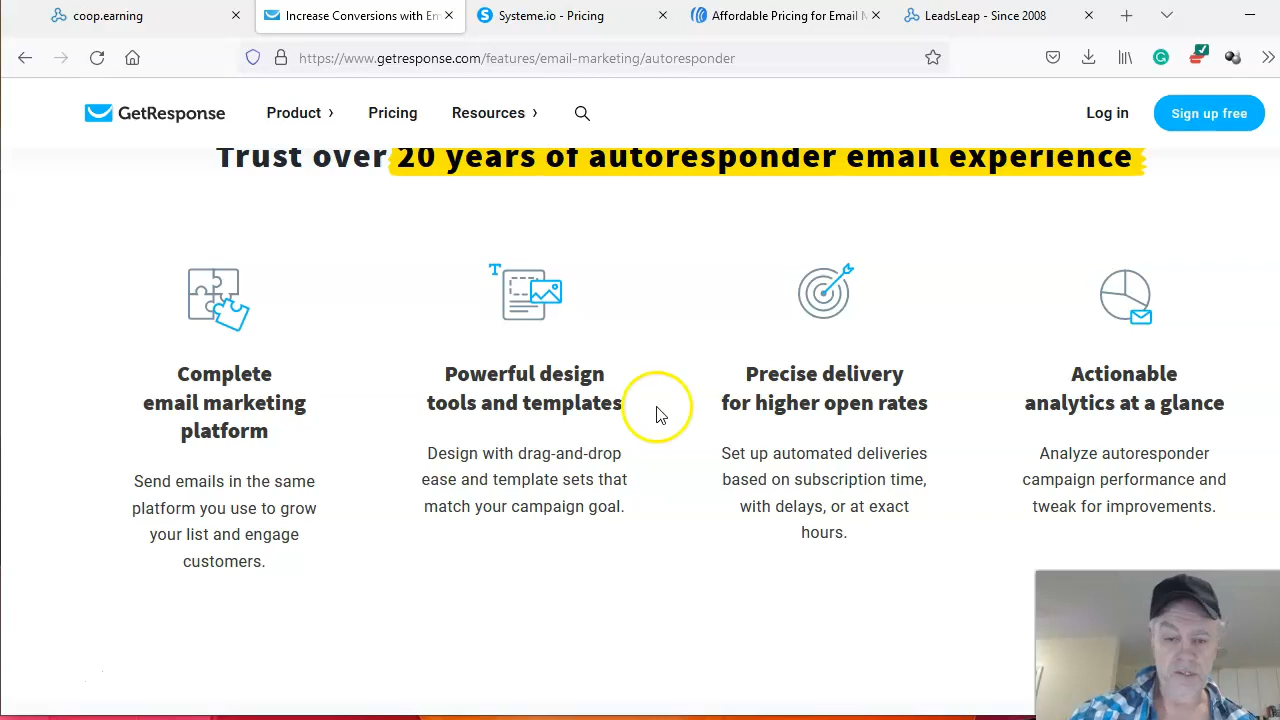 coop.earning
Increase Conversions with Em
Systeme.io - Pricing
Affordable Pricing for Email M
LeadsLeap - Since 2008
https://www.getresponse.com/features/email-marketing/autoresponder
GetResponse
Product
Pricing
Resources
Log in
Sign up free
Trust over 20 years of autoresponder email experience
Complete
email marketing
platform
Send emails in the same
platform you use to grow
your list and engage
customers.
Powerful design
tools and templates
Design with drag-and-drop
ease and template sets that
match your campaign goal.
Precise delivery
for higher open rates
Set up automated deliveries
based on subscription time,
with delays, or at exact
hours.
Actionable
analytics at a glance
Analyze autoresponder
campaign performance and
tweak for improvements.